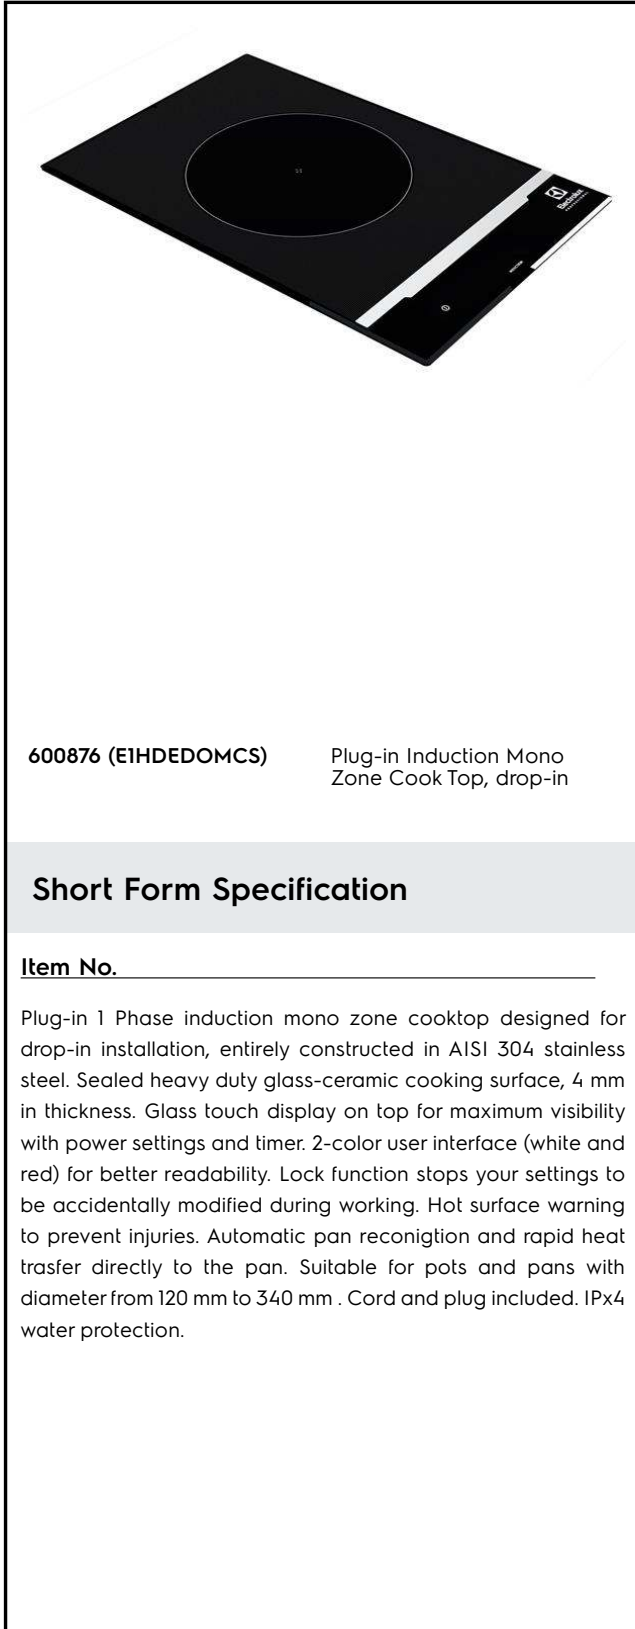 Electrolux
PROFESSIONAL
600876 (E1HDEDOMCS)
Plug-in Induction Mono
Zone Cook Top, drop-in
Short Form Specification
Item No.
Plug-in 1 Phase induction mono zone cooktop designed for
drop-in installation, entirely constructed in AISI 304 stainless
steel. Sealed heavy duty glass-ceramic cooking surface, 4 mm
in thickness. Glass touch display on top for maximum visibility
with power settings and timer. 2-color user interface (white and
red) for better readability. Lock function stops your settings to
be accidentally modified during working. Hot surface warning
to prevent injuries. Automatic pan reconigtion and rapid heat
trasfer directly to the pan. Suitable for pots and pans with
diameter from 120 mm to 340 mm . Cord and plug included. IPx4
water protection.